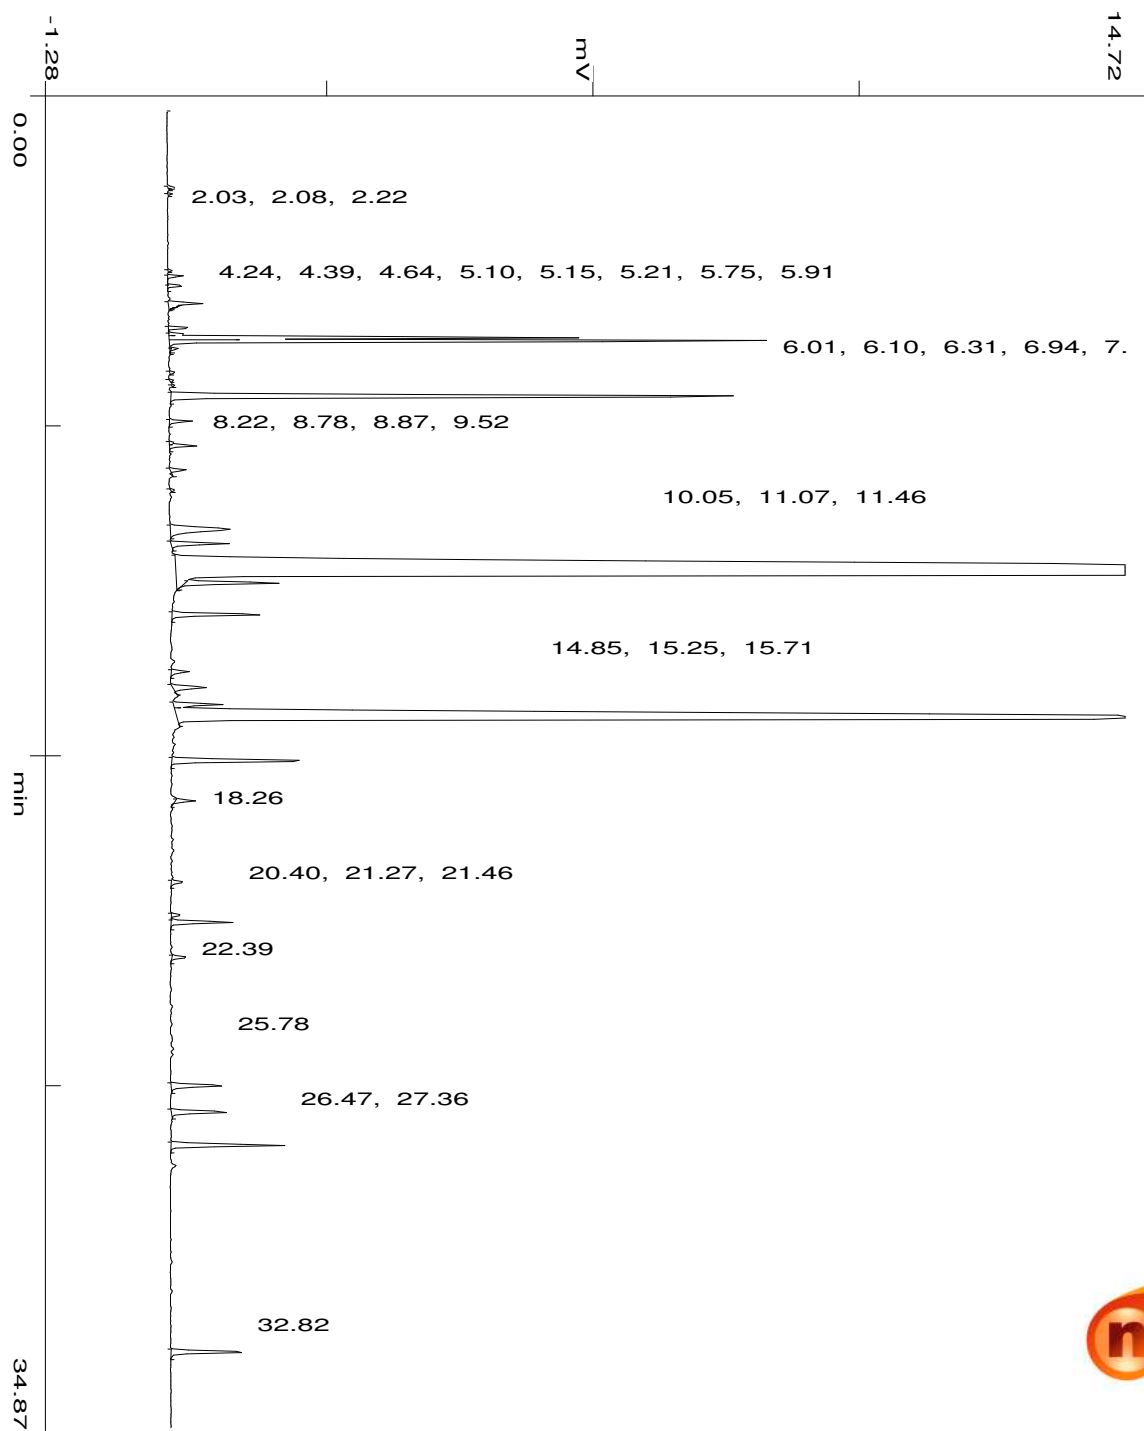 -1.28
mV
14.72
0.00
2.03, 2.08, 2.22
4.24, 4.39, 4.64, 5.10, 5.15, 5.21, 5.75, 5.91
6.01, 6.10, 6.31, 6.94, 7.
8.22, 8.78, 8.87, 9.52
10.05, 11.07, 11.46
14.85, 15.25, 15.71
min
18.26
20.40, 21.27, 21.46
22.39
25.78
26.47, 27.36
32.82
n
34.87